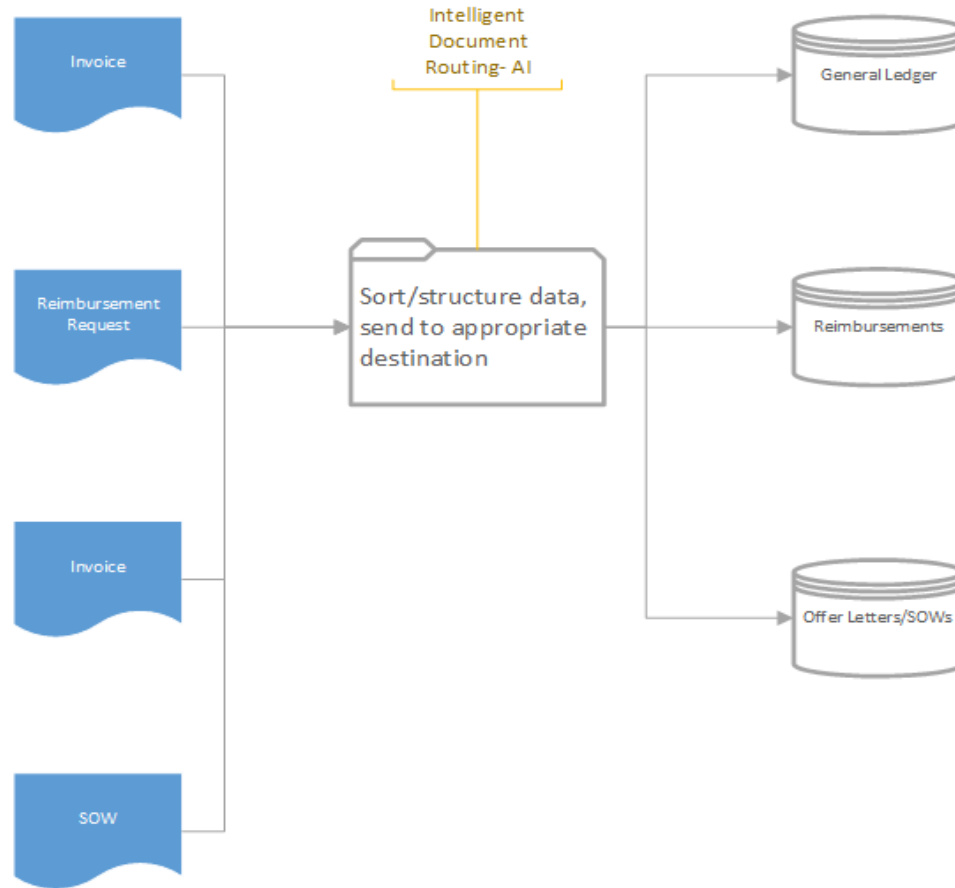 Intelligent
Document
Routing- AI
Invoice
General Ledger
Reimbursement
Request
Sort/structure data,
send to appropriate
destination
Reimbursements
Invoice
Offer Letters/SOWs
SOW